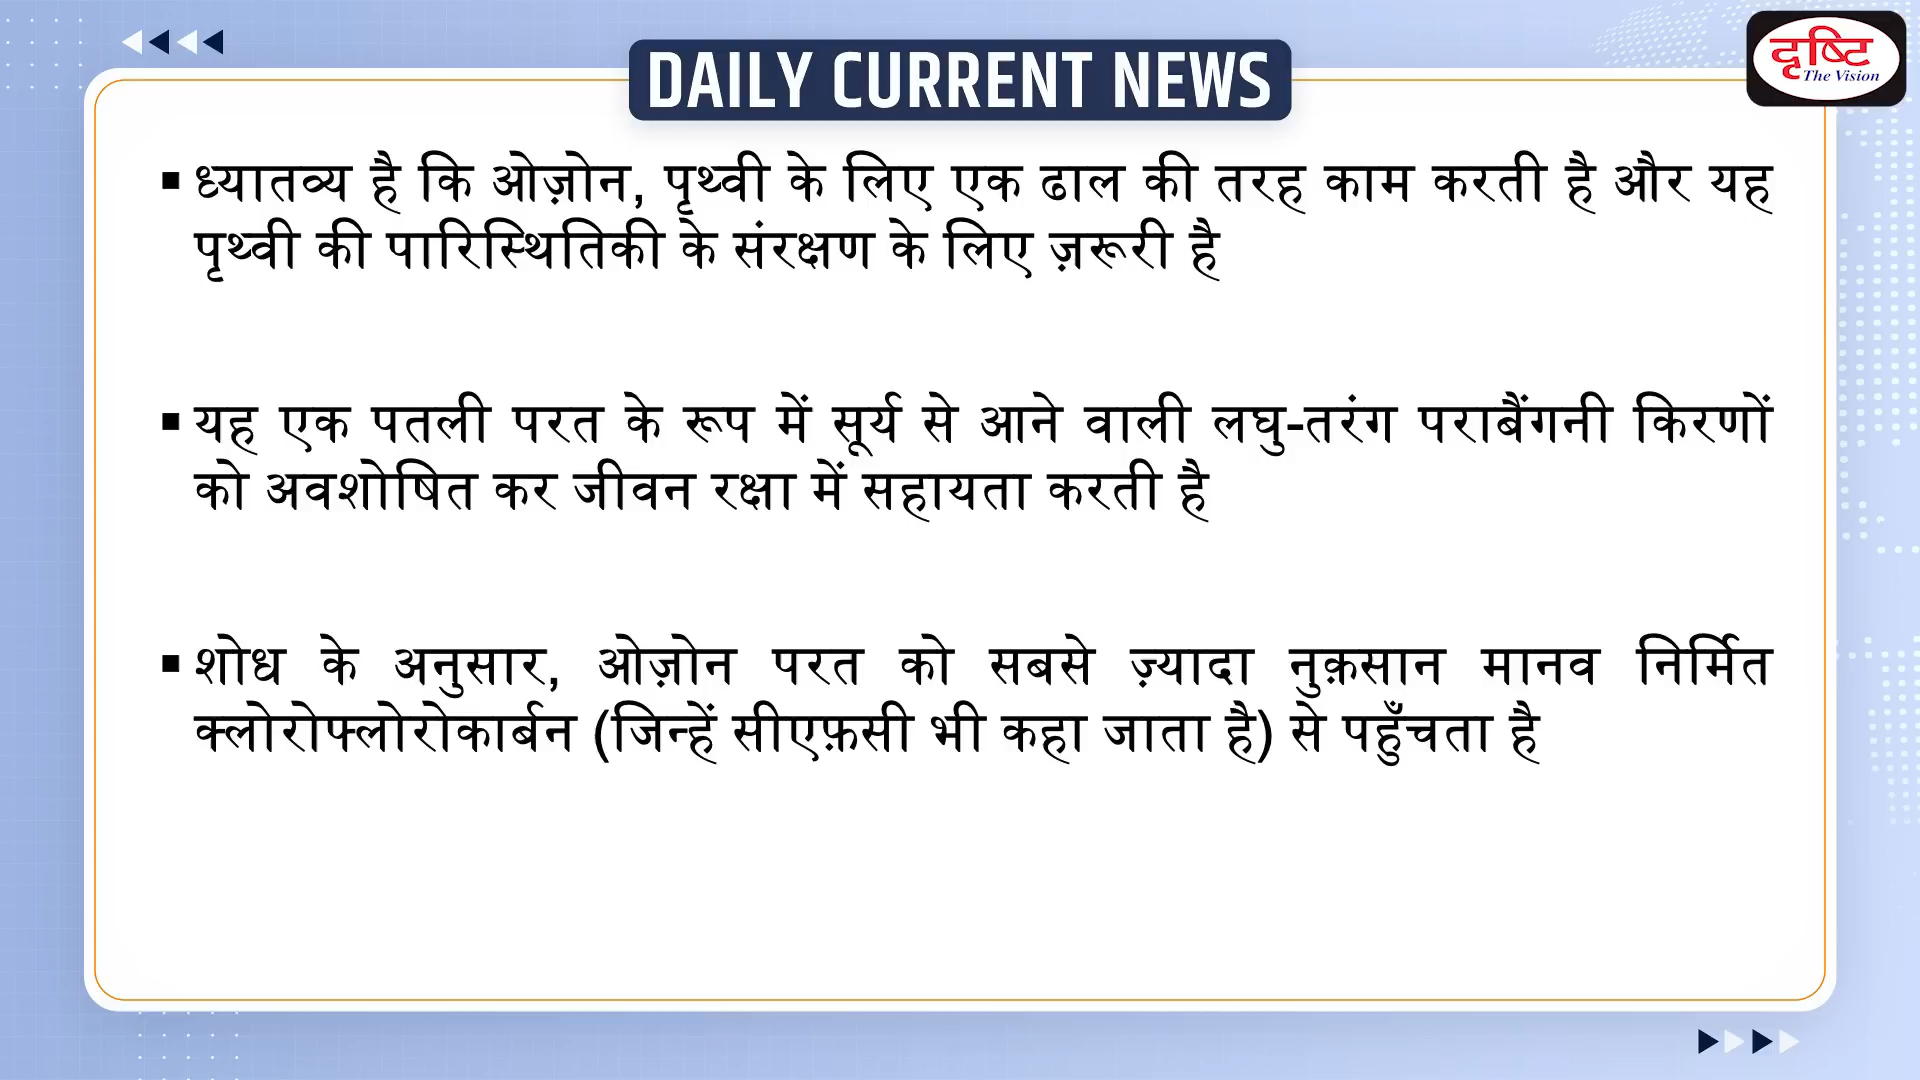 DAILY CURRENT NEWS
दृष्टि
The Vision
▪ ध्यातव्य है कि ओज़ोन, पृथ्वी के लिए एक ढाल की तरह काम करती है और यह
पृथ्वी की पारिस्थितिकी के संरक्षण के लिए ज़रूरी है
▪ यह एक पतली परत के रूप में सूर्य से आने वाली लघु-तरंग पराबैंगनी किरणों
को अवशोषित कर जीवन रक्षा में सहायता करती है
▪ शोध के अनुसार, ओज़ोन परत को सबसे ज़्यादा नुक़सान मानव निर्मित
क्लोरोफ्लोरोकार्बन (जिन्हें सीएफ़सी भी कहा जाता है) से पहुँचता है